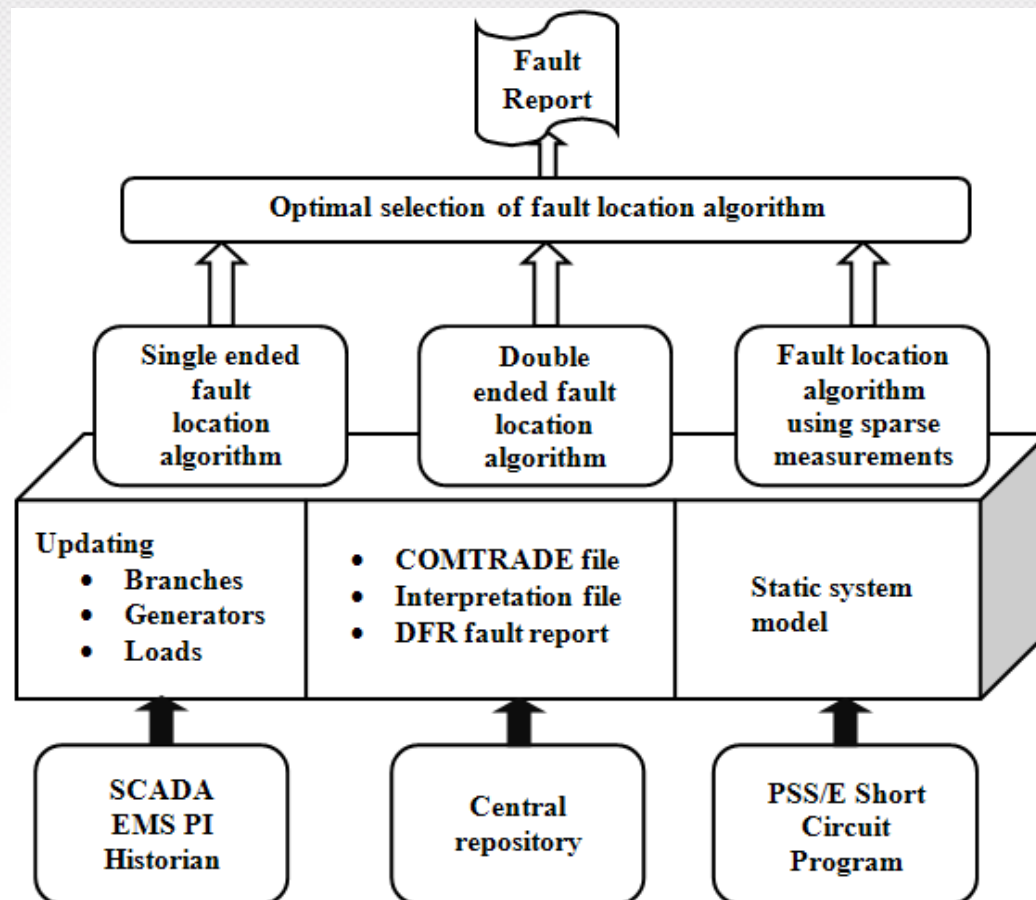 Fault
Report
Optimal selection of fault location algorithm
Single ended
fault
location
algorithm
Double
ended fault
location
algorithm
Fault location
algorithm
using sparse
measurements
Updating
• Branches
• Generators
• Loads
• COMTRADE file
• Interpretation file
• DFR fault report
Static system
model
SCADA
EMS PI
Historian
Central
repository
PSS/E Short
Circuit
Program